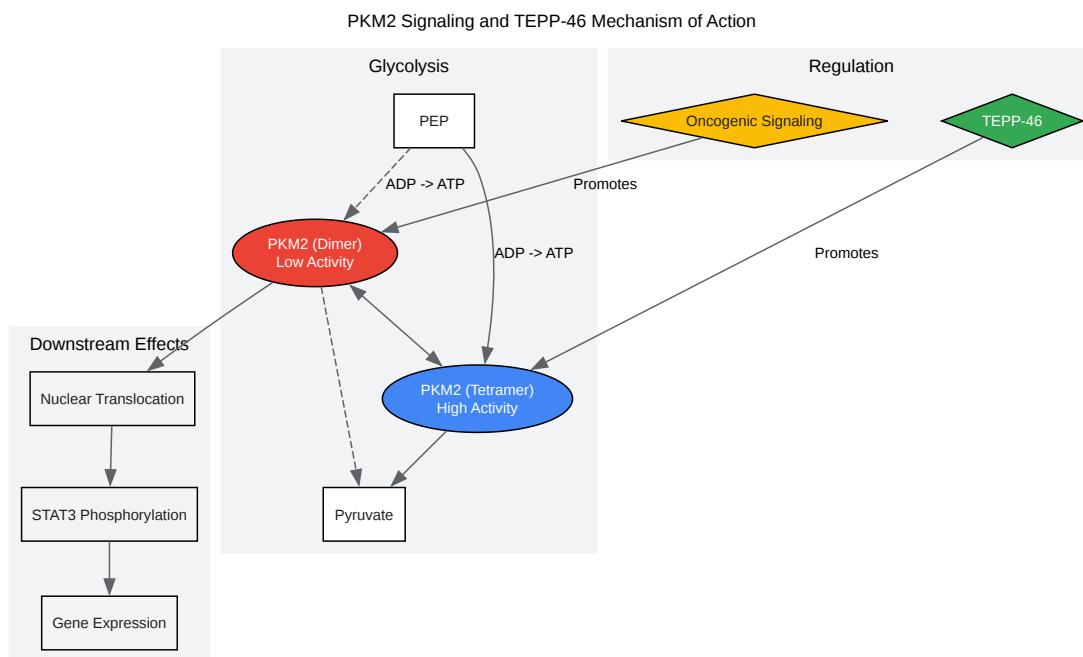 PKM2 Signaling and TEPP-46 Mechanism of Action
Glycolysis
Regulation
PEP
Oncogenic Signaling
TEPP-46
ADP -> ATP
Promotes
PKM2 (Dimer)
Low Activity
ADP -> ATP
Promotes
Downstream Effects
Nuclear Translocation
PKM2 (Tetramer)
High Activity
STAT3 Phosphorylation
Pyruvate
Gene Expression